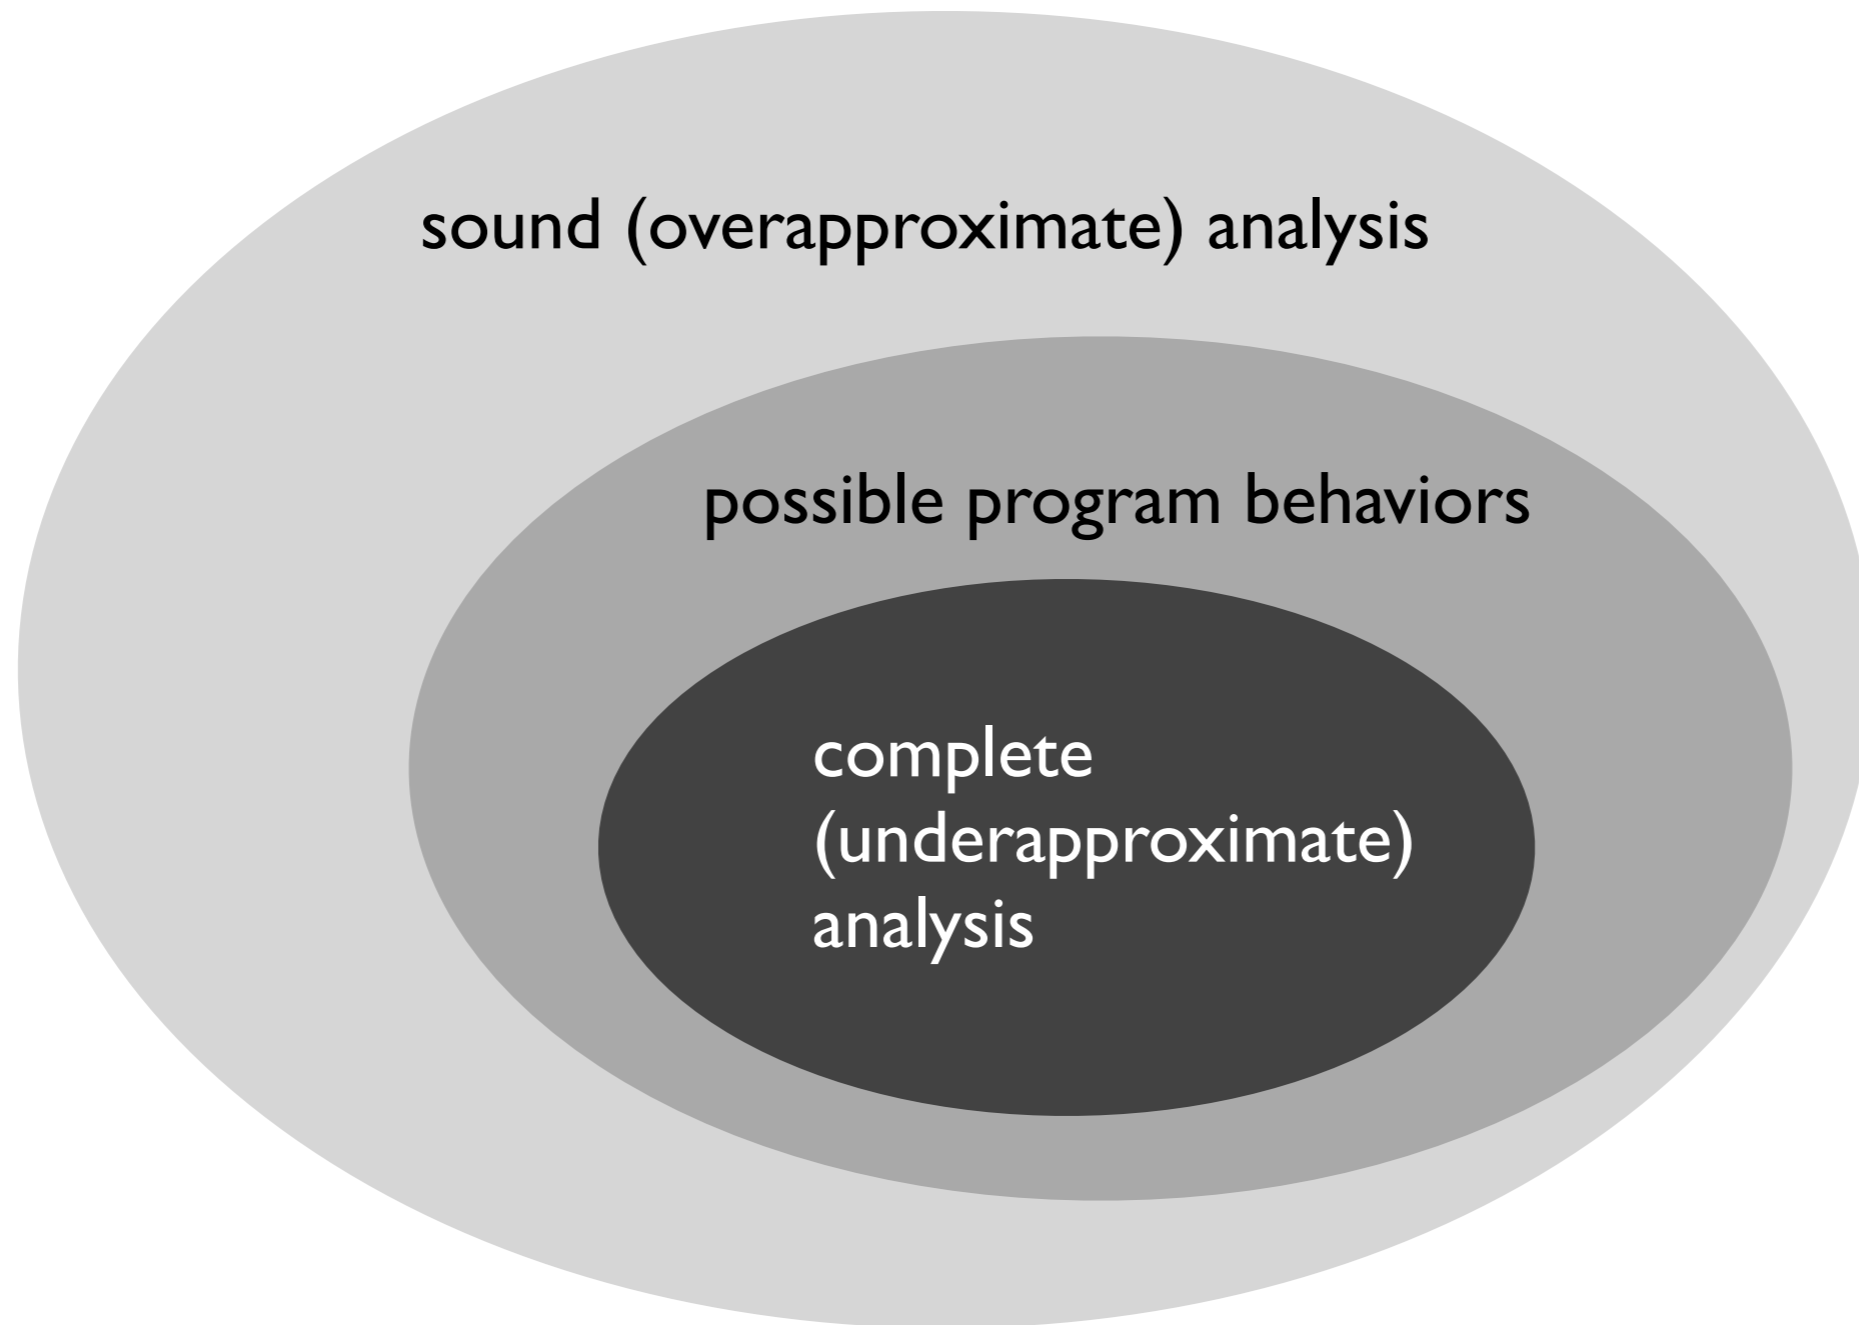 sound (overapproximate) analysis
possible program behaviors
complete
(underapproximate)
analysis